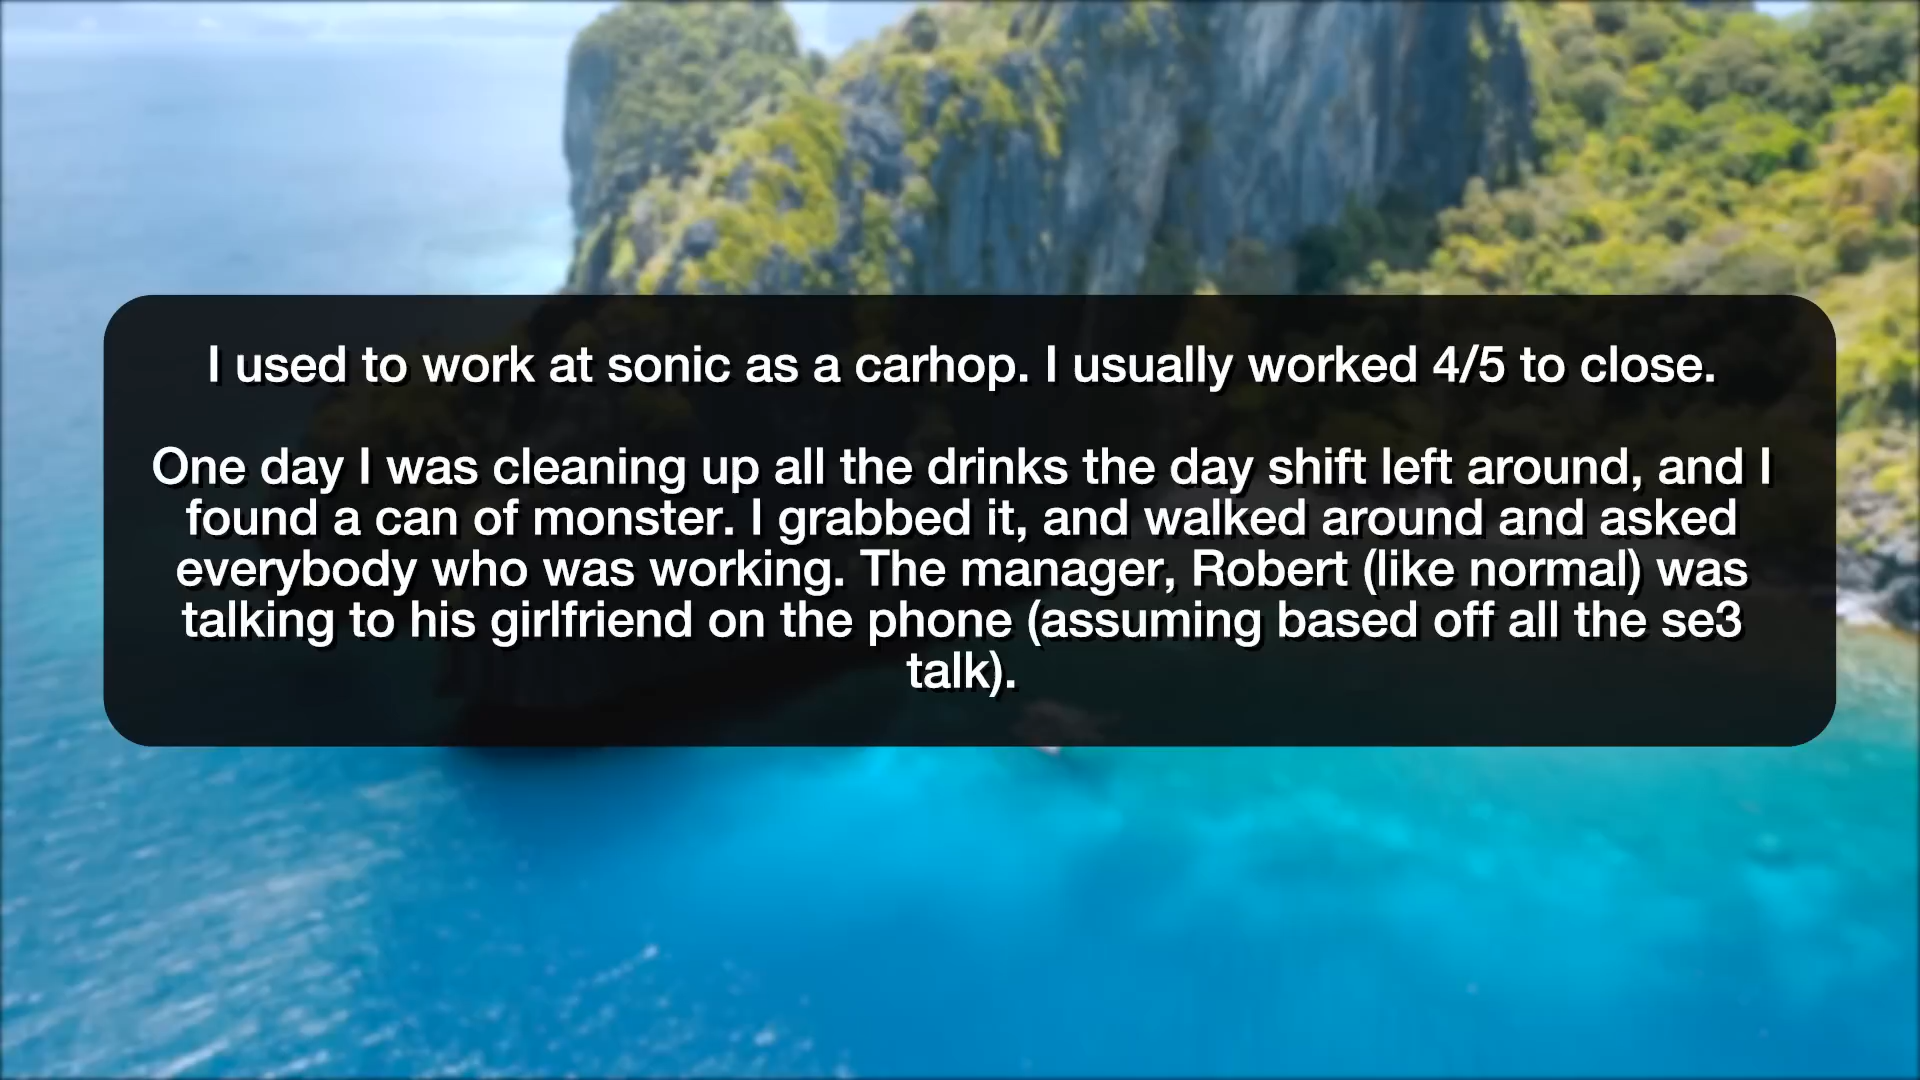 I used to work at sonic as a carhop. I usually worked 4/5 to close.
One day I was cleaning up all the drinks the day shift left around, and I
found a can of monster. I grabbed it, and walked around and asked
everybody who was working. The manager, Robert (like normal) was
talking to his girlfriend on the phone (assuming based off all the se3
talk).